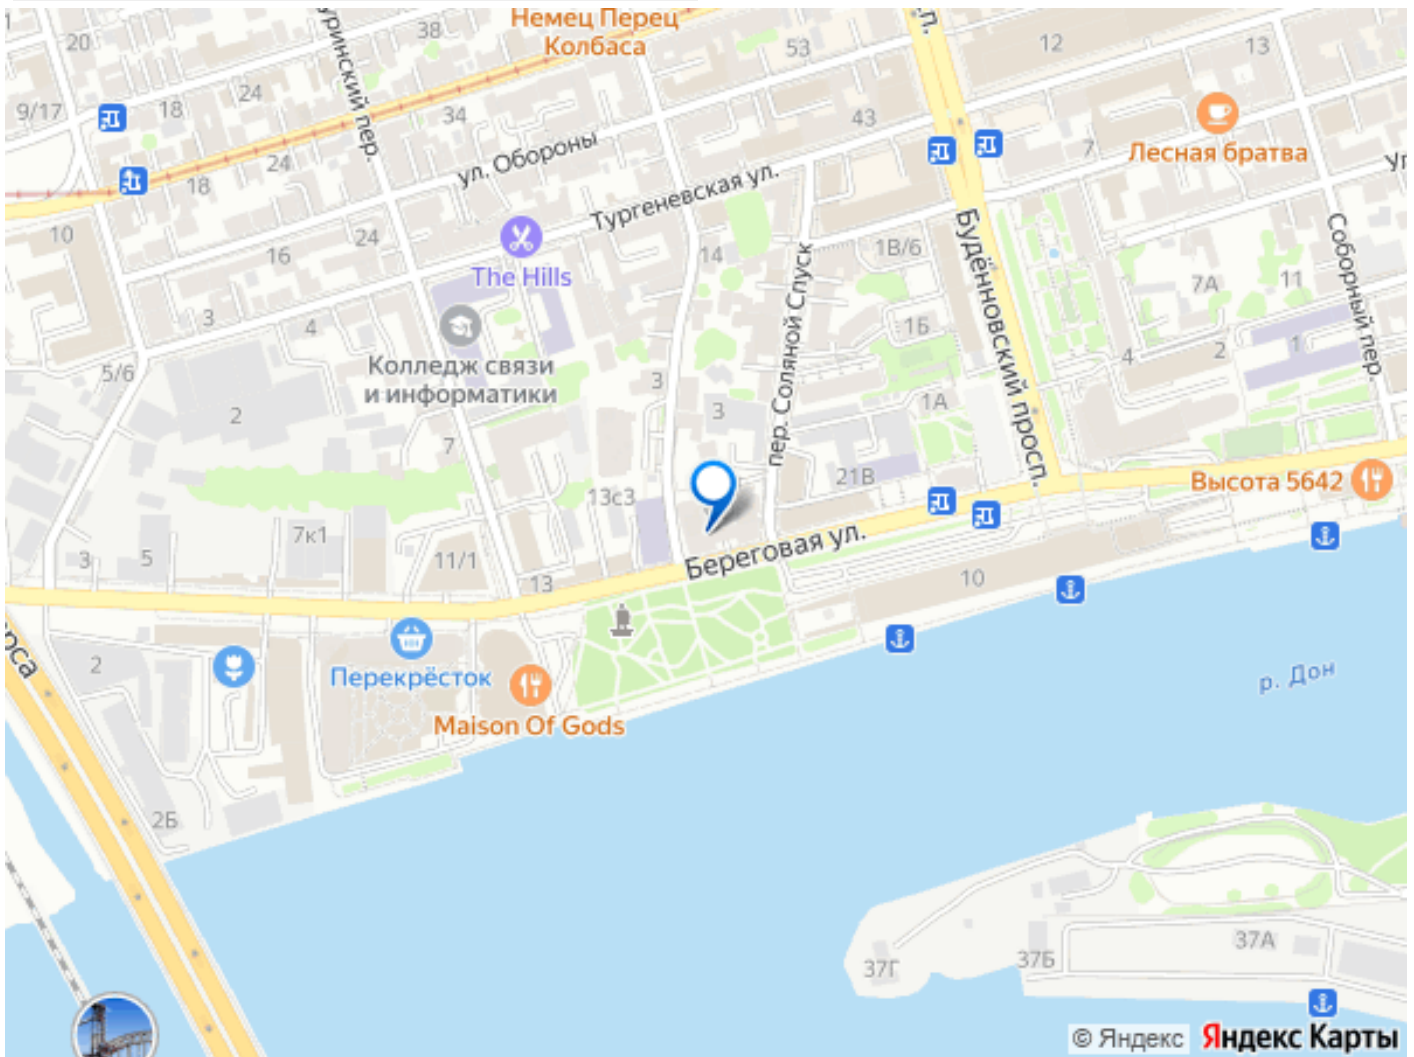 Немец Перец
Колбаса
38
20
53
12
13
9/17
18
24
34
43
7
Лесная братва
ул. Обороны
24
18
Тургеневская ул.
10
24
16
14
1В/6
Будённовский просп.
Соборный пер.
The Hills
7А
11
3
4
1Б
пер. Соляной Спуск
4
2
1
5/6
Колледж связи
и информатики
3
3
1А
2
7
21В
Высота 5642
13с3
7к1
Береговая ул.
3
5
11/1
13
10
2
Перекрёсток
Maison Of Gods
р. Дон
2Б
37Г
37Б
37А
© Яндекс
Яндекс Карты